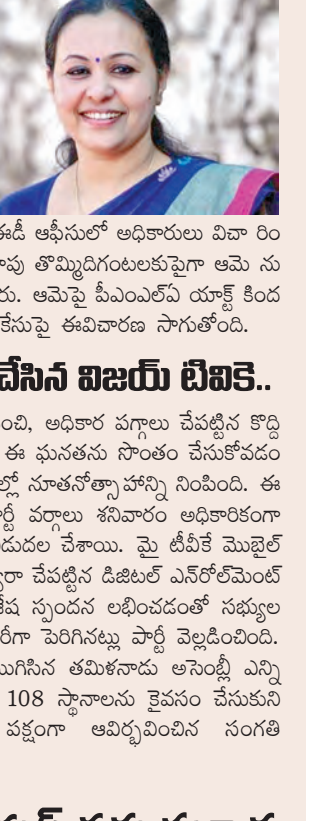 ఈడీ ఆఫీసులో అధికారులు విచా రిం
తొమ్మిదిగంటలకుపైగా ఆమె ను
రు. ఆమెపై పీఎంఎల్ఏ యాక్ట్ కింద
కేసుపై ఈవిచారణ సాగుతోంది.
చేసిన విజయ్ టివికె..
ంచి, అధికార పగ్గాలు చేపట్టిన కొద్ది
ఈ ఘనతను సొంతం చేసుకోవడం
ల్లో నూతనోత్సాహాన్ని నింపింది. ఈ
ర్టీ వర్గాలు శనివారం అధికారికంగా
డుదల చేశాయి. మై టీవీకే మొబైల్
రా చేపట్టిన డిజిటల్ ఎన్‌రోల్‌మెంట్
శేష స్పందన లభించడంతో సభ్యుల
రీగా పెరిగినట్లు పార్టీ వెల్లడించింది.
ముగిసిన తమిళనాడు అసెంబ్లీ ఎన్ని
108 స్థానాలను కైవసం చేసుకుని
పక్షంగా ఆవిర్భవించిన సంగతి